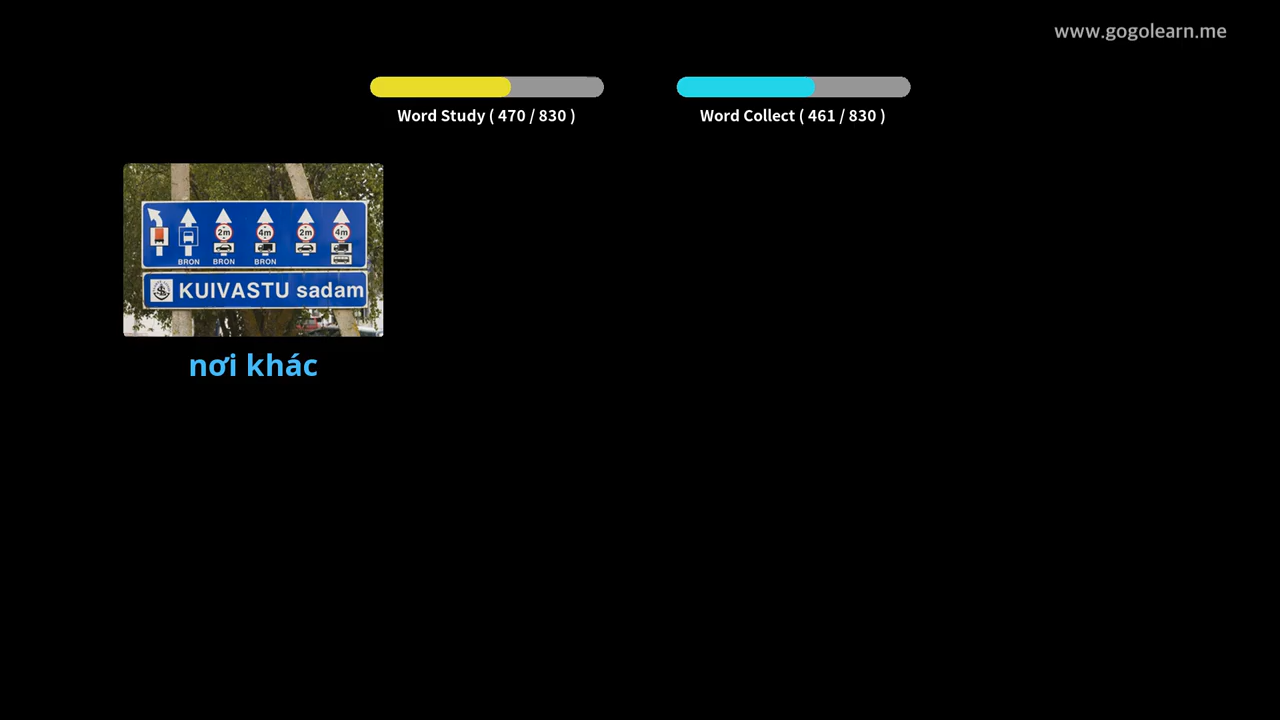 www.gogolearn.me
Word Study ( 470 / 830 )
Word Collect ( 461 / 830 )
2m 4m 2m 4m
BRON BRON BRON
KUIVASTU sadam
nơi khác